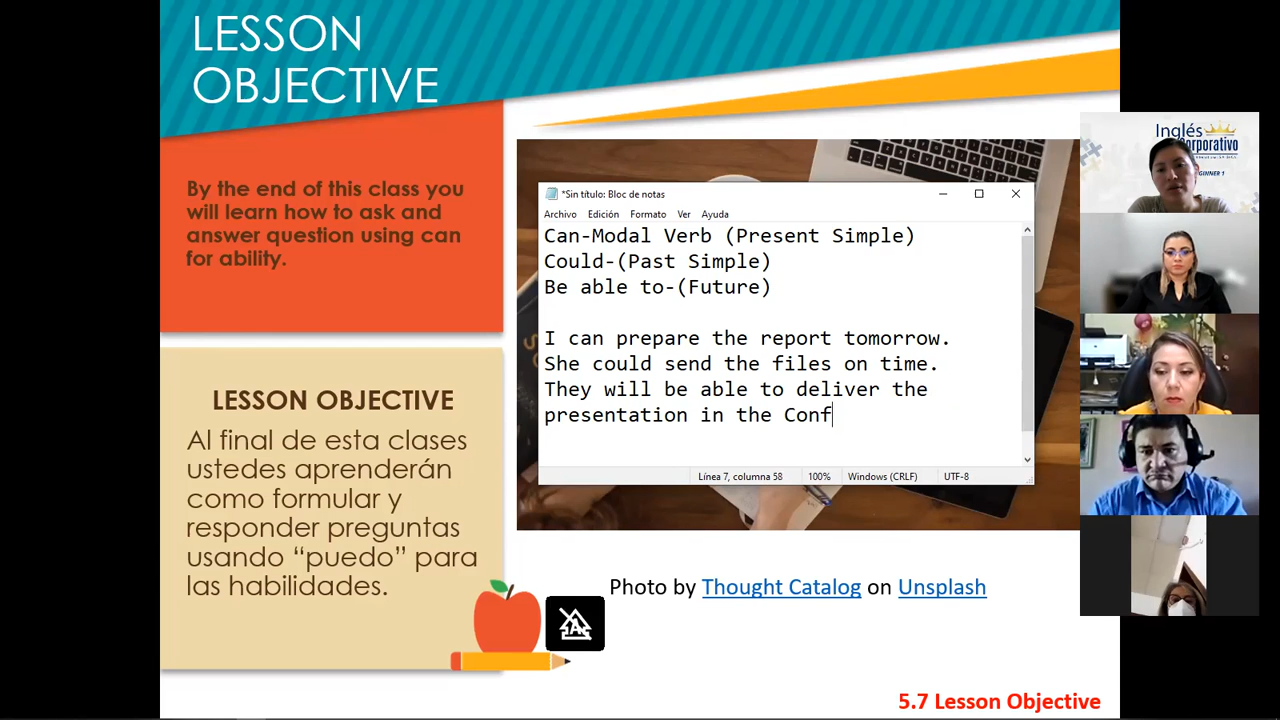 LESSON
OBJECTIVE
By the end of this class you
will learn how to ask and
answer question using can
for ability.
LESSON OBJECTIVE
Al final de esta clases
ustedes aprenderán
como formular y
responder preguntas
usando “puedo” para
las habilidades.
*Sin título: Bloc de notas
Archivo Edición Formato Ver Ayuda
Can-Modal Verb (Present Simple)
Could-(Past Simple)
Be able to-(Future)
I can prepare the report tomorrow.
She could send the files on time.
They will be able to deliver the
presentation in the Conf
Línea 7, columna 58 100% Windows (CRLF) UTF-8
Photo by Thought Catalog on Unsplash
5.7 Lesson Objective
Inglés